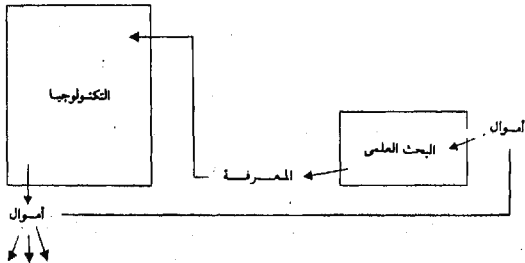 التكنولوجيا
أموال
البحث العلمى
المعرفة
أموال